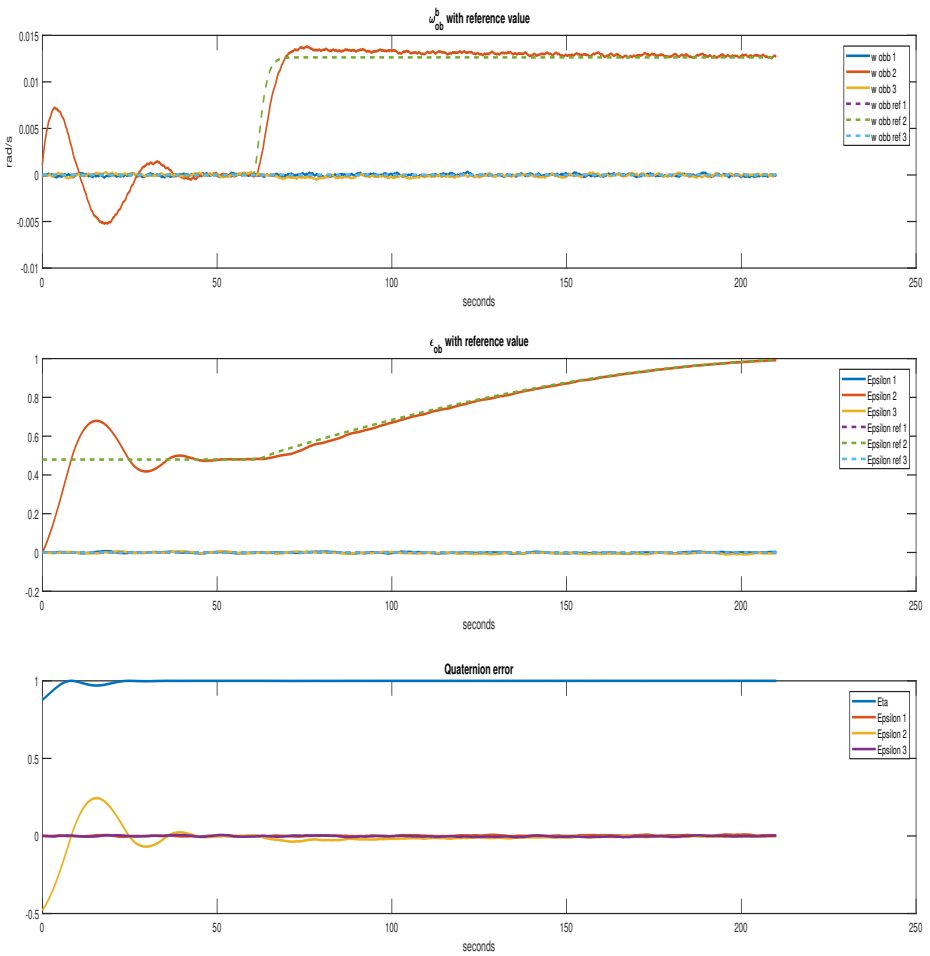 ω^b_ob with reference value
0.015
0.01
0.005
0
-0.005
-0.01
rad/s
w obb 1
w obb 2
w obb 3
w obb ref 1
w obb ref 2
w obb ref 3
0 50 100 150 200 250
seconds
ϵ_ob with reference value
1
0.8
0.6
0.4
0.2
0
-0.2
Epsilon 1
Epsilon 2
Epsilon 3
Epsilon ref 1
Epsilon ref 2
Epsilon ref 3
0 50 100 150 200 250
seconds
Quaternion error
1
0.5
0
-0.5
Eta
Epsilon 1
Epsilon 2
Epsilon 3
0 50 100 150 200 250
seconds